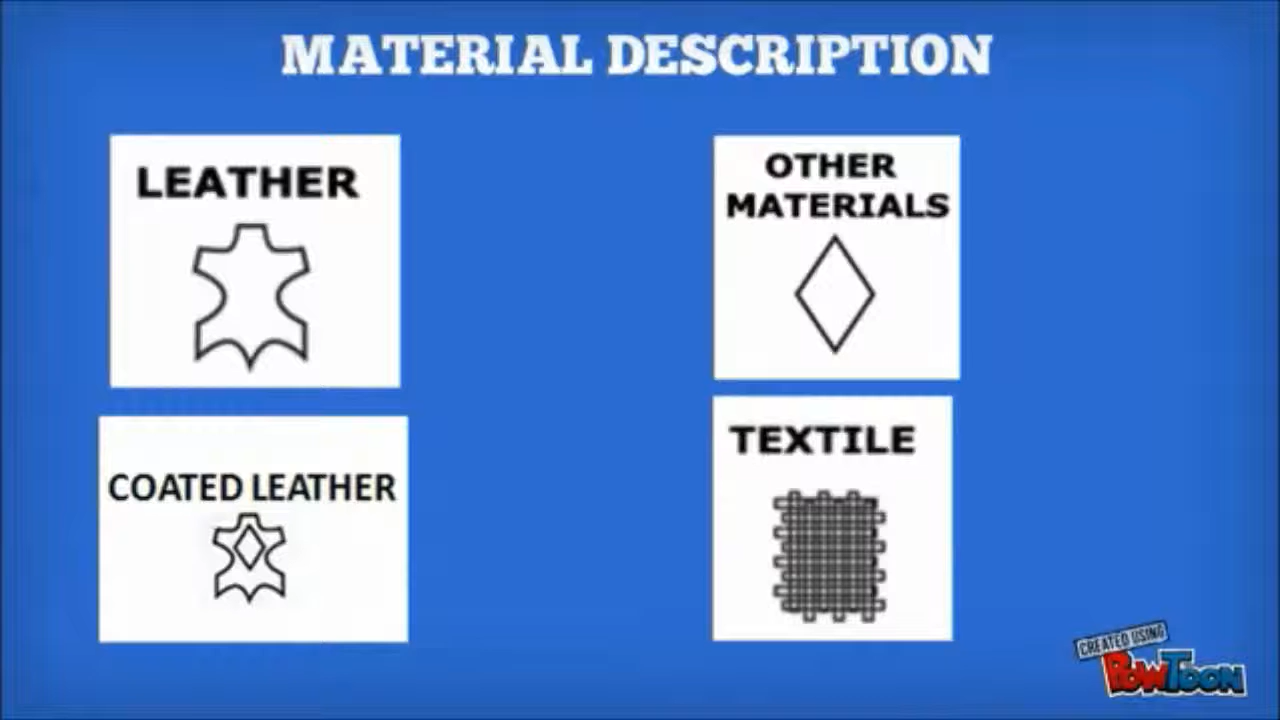 MATERIAL DESCRIPTION
LEATHER
OTHER
MATERIALS
COATED LEATHER
TEXTILE
CREATED USING
POWTOON